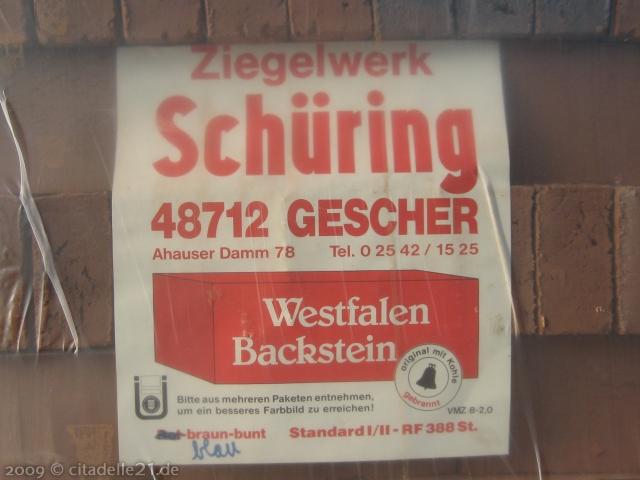 Ziegelwerk
Schüring
48712 GESCHER
Ahauser Damm 78 Tel. 0 25 42 / 15 25
Westfalen
Backstein
original mit Kohle
gebrannt
Bitte aus mehreren Paketen entnehmen,
um ein besseres Farbbild zu erreichen!
VMZ 8-2,0
-braun-bunt Standard I/II - RF 388 St.
blau
2009 © citadelle21.de